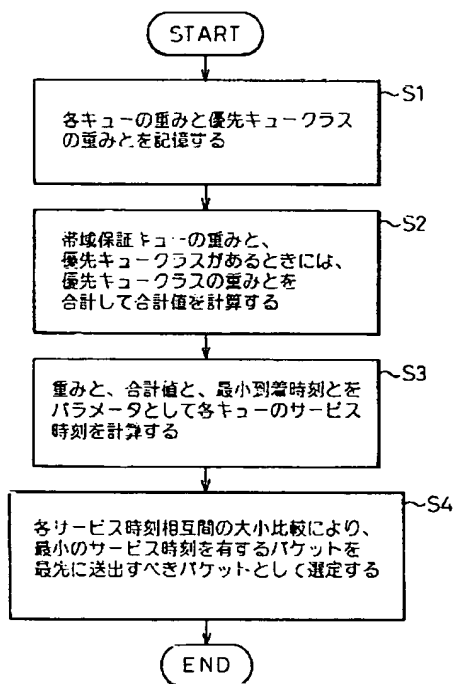 START
S1
各キューの重みと優先キュークラス
の重みとを記憶する
S2
帯域保証キューの重みと、
優先キュークラスがあるときには、
優先キュークラスの重みとを
合計して合計値を計算する
S3
重みと、合計値と、最小到着時刻とを
パラメータとして各キューのサービス
時刻を計算する
S4
各サービス時刻相互間の大小比較により、
最小のサービス時刻を有するパケットを
最先に送出すべきパケットとして選定する
END